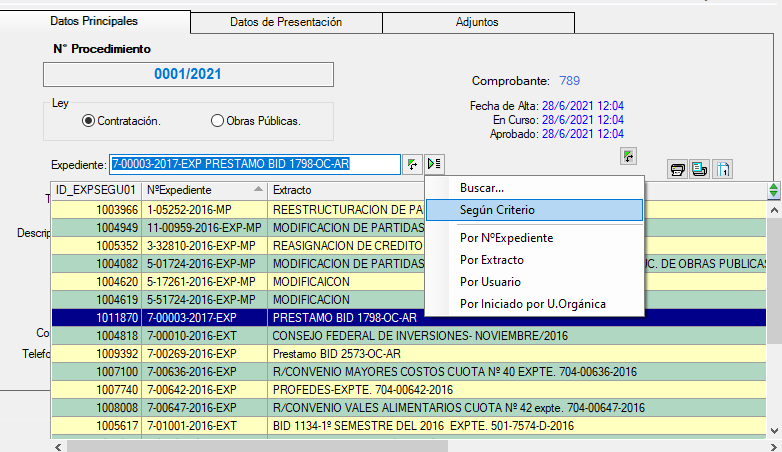 Datos Principales
Datos de Presentación
Adjuntos
N° Procedimiento
0001/2021
Comprobante: 789
Ley
Contratación.
Obras Públicas.
Fecha de Alta: 28/6/2021 12:04
En Curso: 28/6/2021 12:04
Aprobado: 28/6/2021 12:04
Expediente: 7-00003-2017-EXP PRESTAMO BID 1798-OC-AR
Buscar...
Según Criterio
Por NºExpediente
Por Extracto
Por Usuario
Por Iniciado por U.Orgánica
T
Descrip
Co
Telefo
ID_EXPSEGU01 NºExpediente Extracto
1003966 1-05252-2016-MP REESTRUCTURACION DE PA
1004949 11-00959-2016-EXP-MP MODIFICACION DE PARTIDAS
1005352 3-32810-2016-EXP-MP REASIGNACION DE CREDITO
1004082 5-01724-2016-EXP-MP MODIFICACION DE PARTIDAS UC. DE OBRAS PUBLICAS
1004620 5-17261-2016-EXP-MP MODIFICAICON
1004619 5-51724-2016-EXP-MP MODIFICACION
1011870 7-00003-2017-EXP PRESTAMO BID 1798-OC-AR
1004818 7-00010-2016-EXT CONSEJO FEDERAL DE INVERSIONES- NOVIEMBRE/2016
1009392 7-00269-2016-EXP Prestamo BID 2573-OC-AR
1007100 7-00636-2016-EXP R/CONVENIO MAYORES COSTOS CUOTA Nº 40 EXPTE. 704-00636-2016
1007740 7-00642-2016-EXP PROFEDES-EXPTE. 704-00642-2016
1008008 7-00647-2016-EXP R/CONVENIO VALES ALIMENTARIOS CUOTA Nº 42 expte. 704-00647-2016
1005617 7-01001-2016-EXT BID 1134-1º SEMESTRE DEL 2016 EXPTE. 501-7574-D-2016